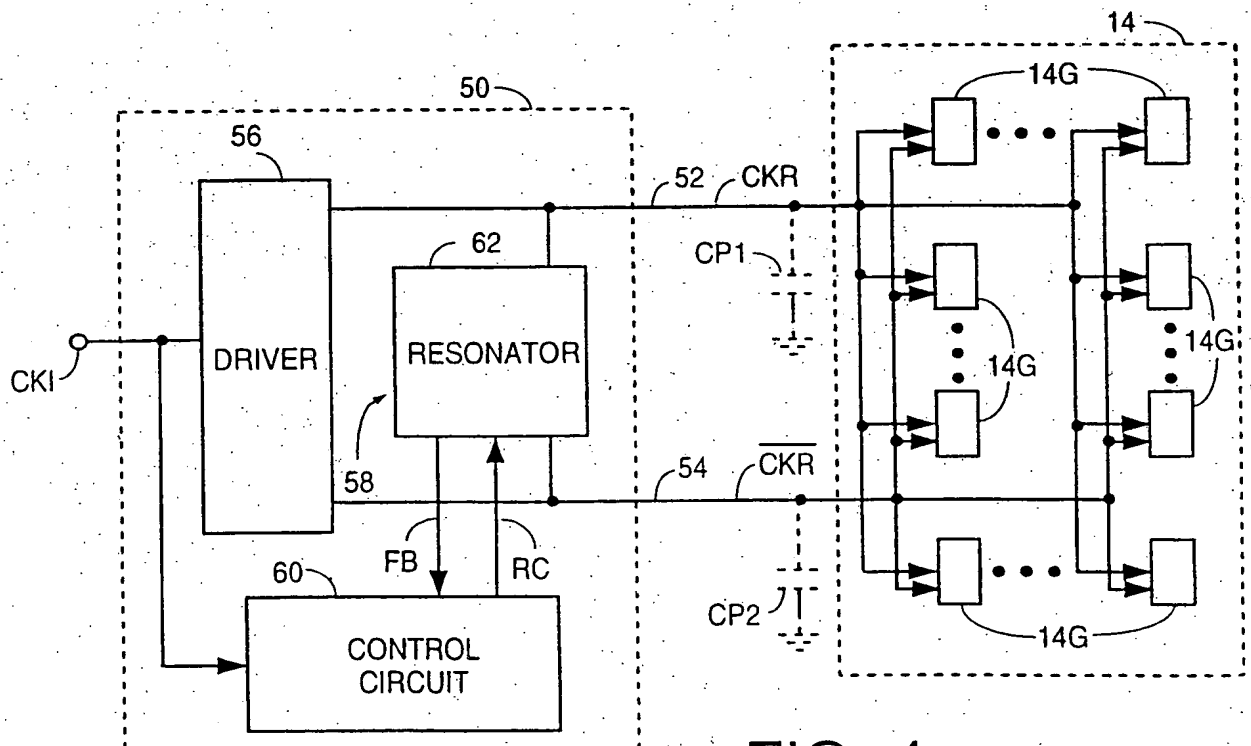 14
50
14G
56
52 CKR
62
CP1
DRIVER
RESONATOR
CKI
14G
14G
58
54 C̅K̅R̅
FB
RC
60
CP2
CONTROL
CIRCUIT
14G